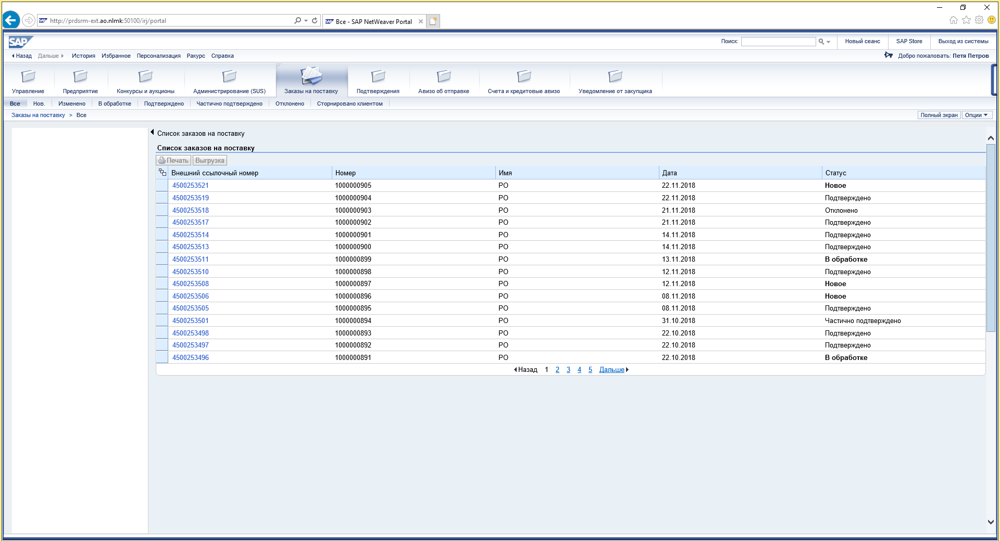 http://prdsrm-ext.ao.nlmk:50100/irj/portal
Все - SAP NetWeaver Portal
SAP
Поиск:
Новый сеанс
SAP Store
Выход из системы
Назад Дальше История Избранное Персонализация Ракурс Справка
Добро пожаловать: Петя Петров
Управление Предприятие Конкурсы и аукционы Администрирование (SUS) Заказы на поставку Подтверждения Авизо об отправке Счета и кредитовые авизо Уведомление от закупщика
Все Нов. Изменено В обработке Подтверждено Частично подтверждено Отклонено Сторнировано клиентом
Заказы на поставку > Все
Полный экран Опции
Список заказов на поставку
Список заказов на поставку
Печать Выгрузка
Внешний ссылочный номер Номер Имя Дата Статус
4500253521 1000000905 PO 22.11.2018 Новое
4500253519 1000000904 PO 22.11.2018 Подтверждено
4500253518 1000000903 PO 21.11.2018 Отклонено
4500253517 1000000902 PO 21.11.2018 Подтверждено
4500253514 1000000901 PO 14.11.2018 Подтверждено
4500253513 1000000900 PO 14.11.2018 Подтверждено
4500253511 1000000899 PO 13.11.2018 В обработке
4500253510 1000000898 PO 12.11.2018 Подтверждено
4500253508 1000000897 PO 12.11.2018 Новое
4500253506 1000000896 PO 08.11.2018 Новое
4500253505 1000000895 PO 08.11.2018 Подтверждено
4500253501 1000000894 PO 31.10.2018 Частично подтверждено
4500253498 1000000893 PO 22.10.2018 Подтверждено
4500253497 1000000892 PO 22.10.2018 Подтверждено
4500253496 1000000891 PO 22.10.2018 В обработке
Назад 1 2 3 4 5 Дальше